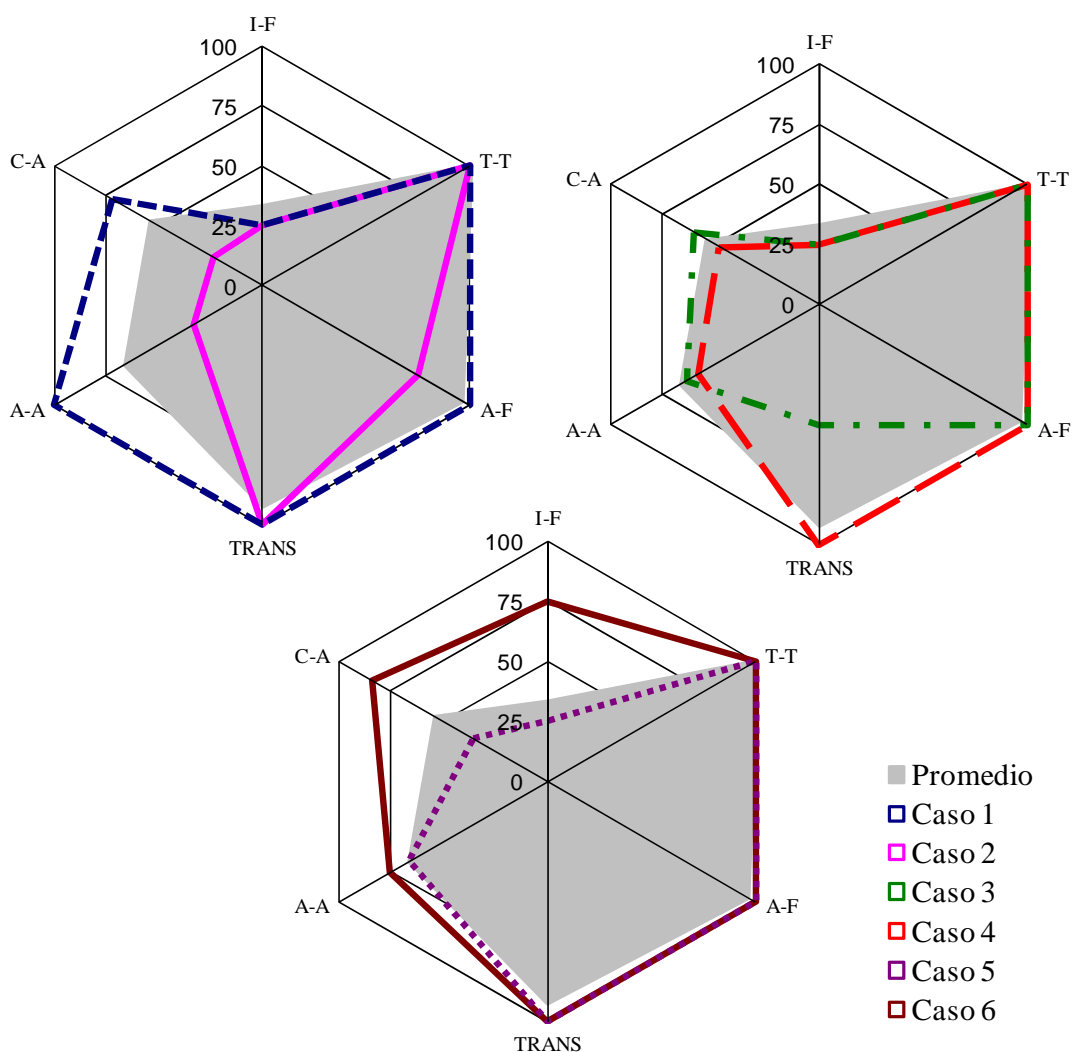 I-F
100
75
50
25
0
C-A
T-T
A-A
A-F
TRANS
I-F
100
75
50
25
0
C-A
T-T
A-A
A-F
TRANS
I-F
100
75
50
25
0
C-A
T-T
A-A
A-F
TRANS
Promedio
Caso 1
Caso 2
Caso 3
Caso 4
Caso 5
Caso 6